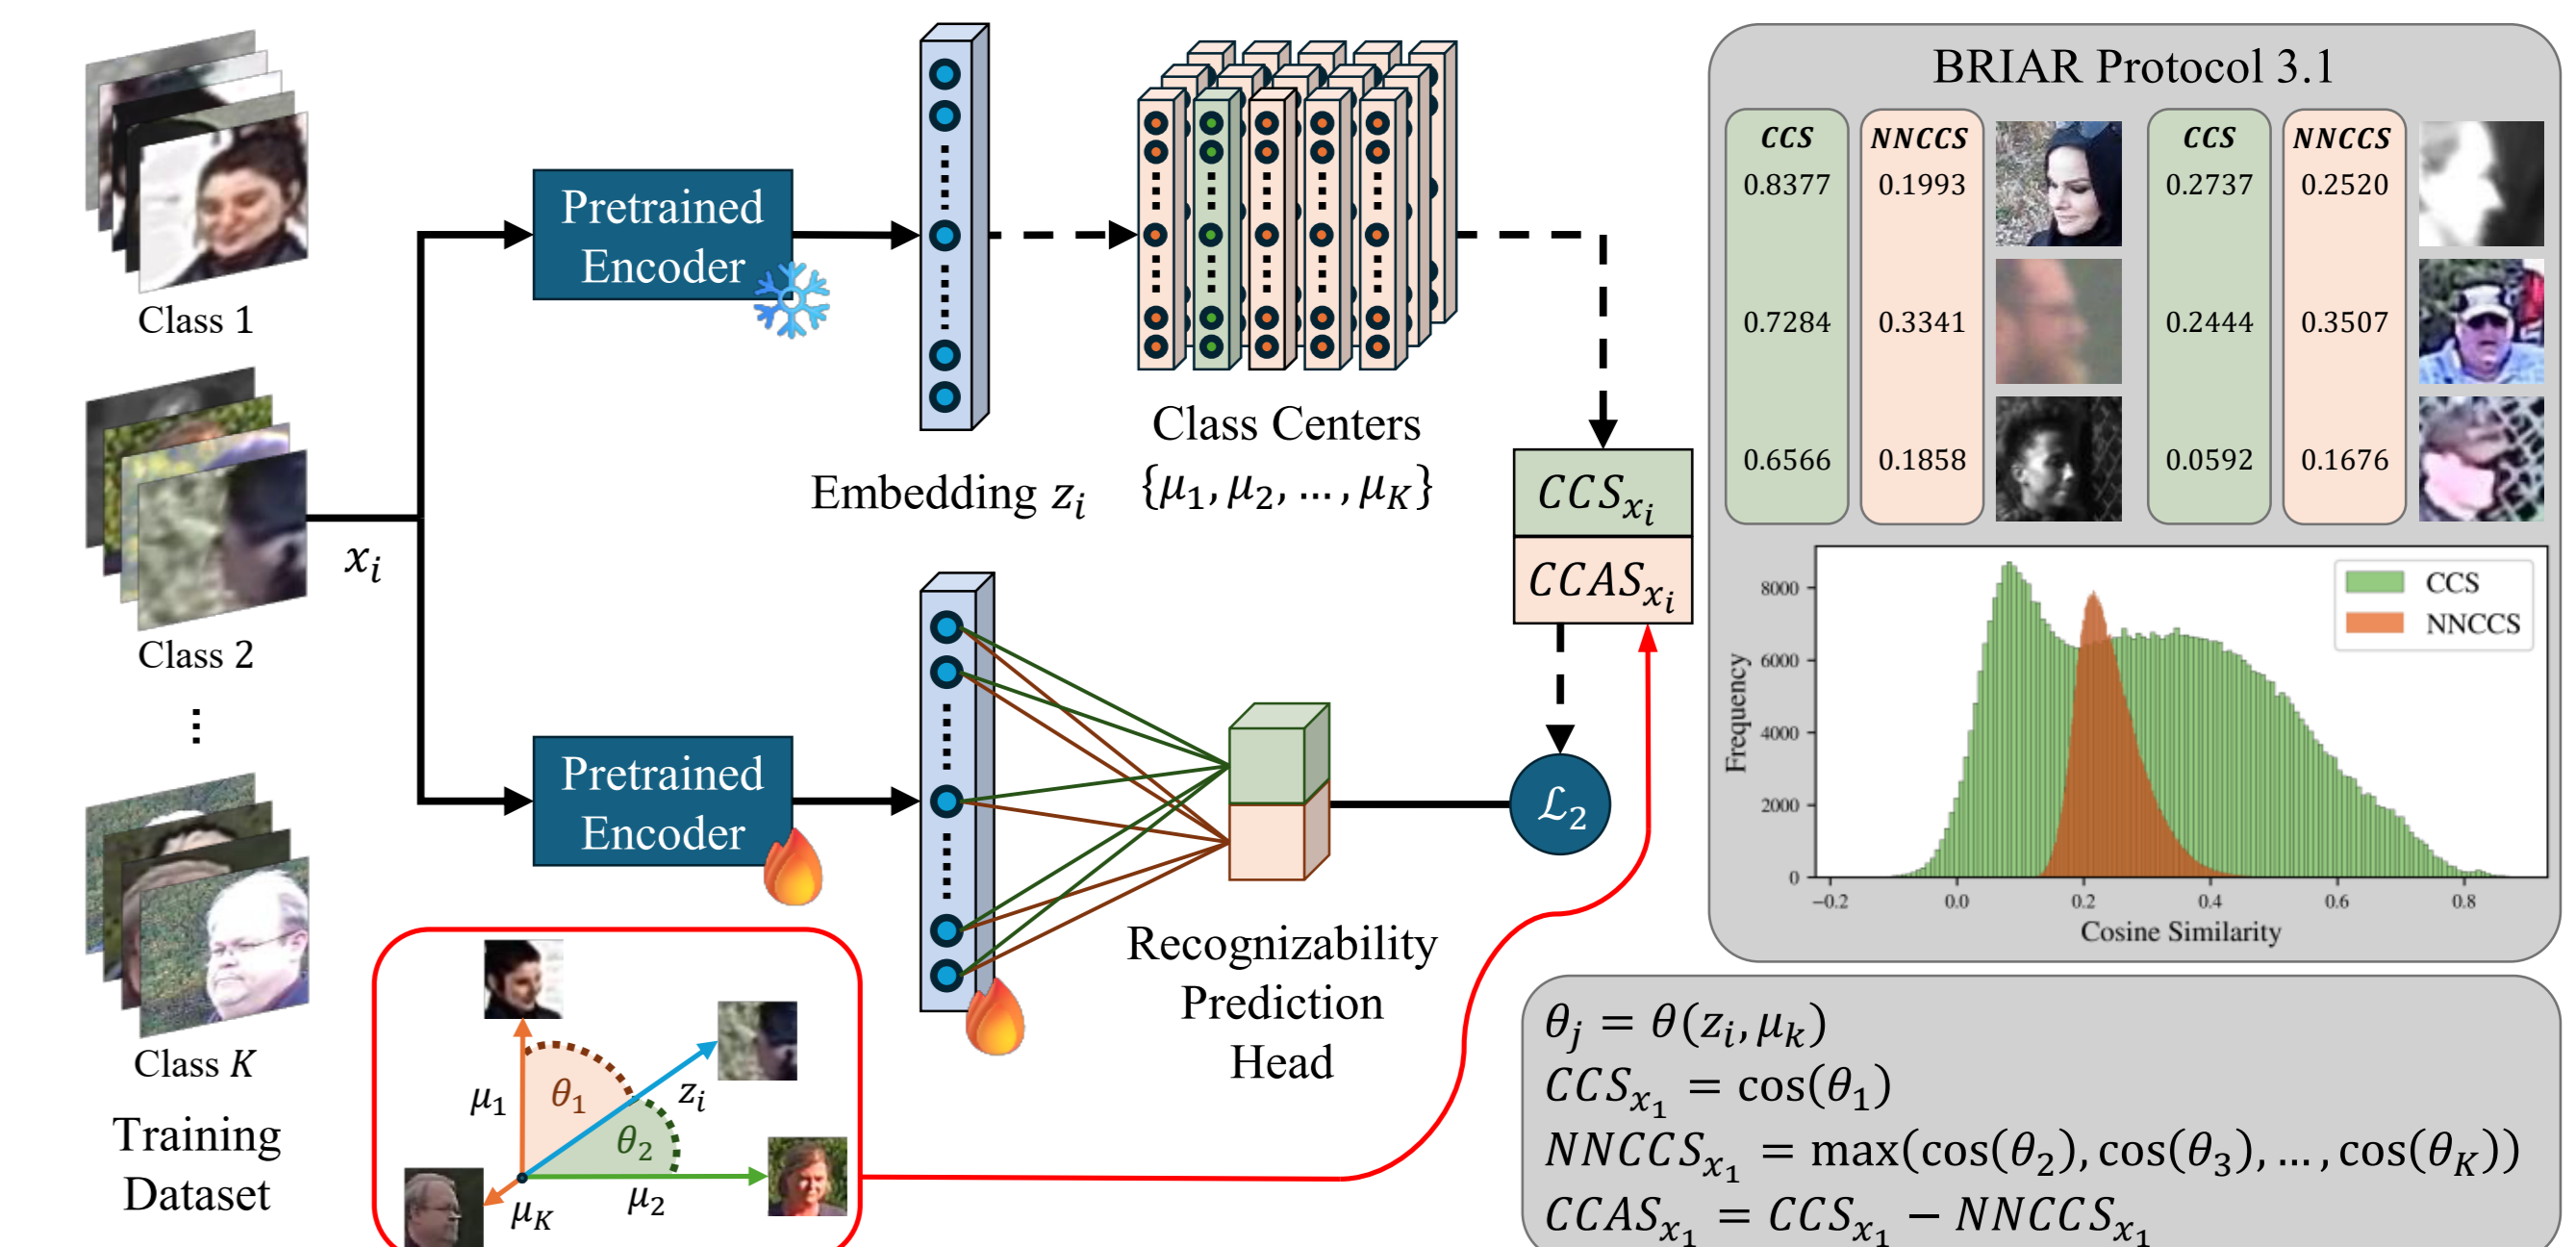 Class 1
Class 2
⋮
Class K
Training
Dataset
x_i
Pretrained
Encoder
Embedding z_i
Class Centers
{μ_1, μ_2, …, μ_K}
CCS_{x_i}
CCAS_{x_i}
Pretrained
Encoder
Recognizability
Prediction
Head
ℒ_2
μ_1
θ_1
z_i
θ_2
μ_2
μ_K
BRIAR Protocol 3.1
CCS NNCCS CCS NNCCS
0.8377 0.1993 0.2737 0.2520
0.7284 0.3341 0.2444 0.3507
0.6566 0.1858 0.0592 0.1676
CCS
NNCCS
Frequency
8000
6000
4000
2000
0
−0.2 0.0 0.2 0.4 0.6 0.8
Cosine Similarity
θ_j = θ(z_i, μ_k)
CCS_{x_1} = cos(θ_1)
NNCCS_{x_1} = max(cos(θ_2), cos(θ_3), … , cos(θ_K))
CCAS_{x_1} = CCS_{x_1} − NNCCS_{x_1}